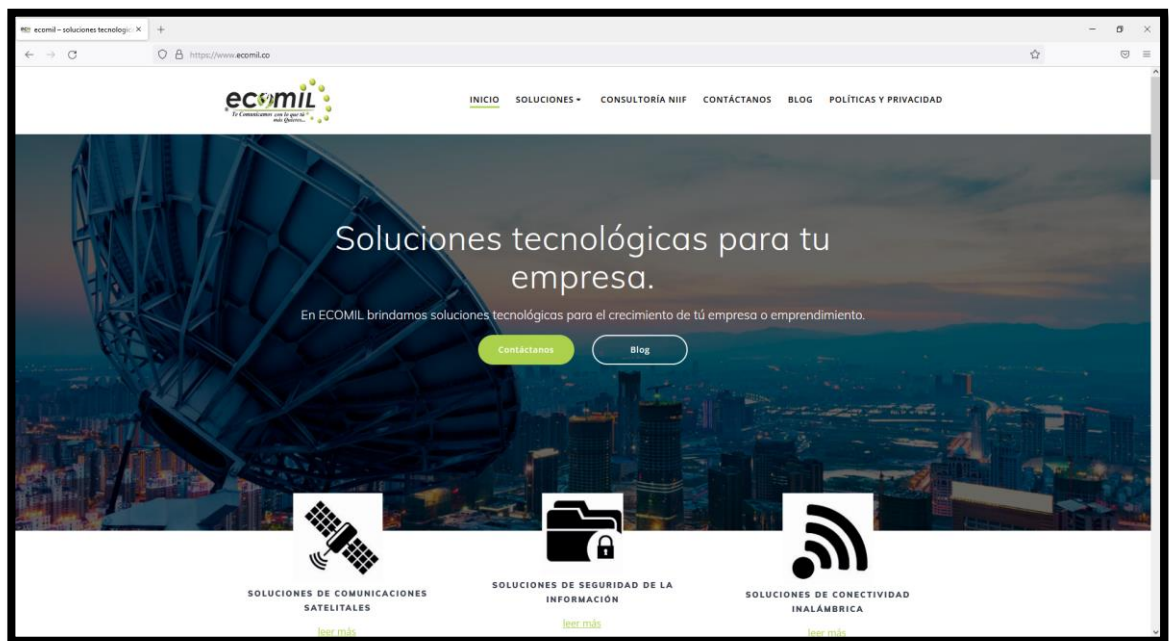 ecomil – soluciones tecnologic
https://www.ecomil.co
ecomil
Te Comunicamos con lo que tú
más Quieres...
INICIO SOLUCIONES CONSULTORÍA NIIF CONTÁCTANOS BLOG POLÍTICAS Y PRIVACIDAD
Soluciones tecnológicas para tu
empresa.
En ECOMIL brindamos soluciones tecnológicas para el crecimiento de tú empresa o emprendimiento.
Contáctanos Blog
SOLUCIONES DE COMUNICACIONES
SATELITALES
leer más
SOLUCIONES DE SEGURIDAD DE LA
INFORMACIÓN
leer más
SOLUCIONES DE CONECTIVIDAD
INALÁMBRICA
leer más